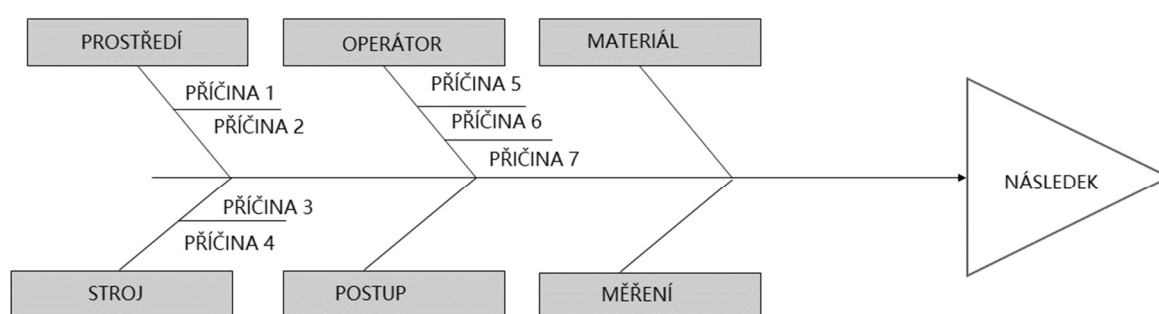 PROSTŘEDÍ
OPERÁTOR
MATERIÁL
PŘÍČINA 1
PŘÍČINA 2
PŘÍČINA 5
PŘÍČINA 6
PŘIČINA 7
NÁSLEDEK
PŘÍČINA 3
PŘÍČINA 4
STROJ
POSTUP
MĚŘENÍ